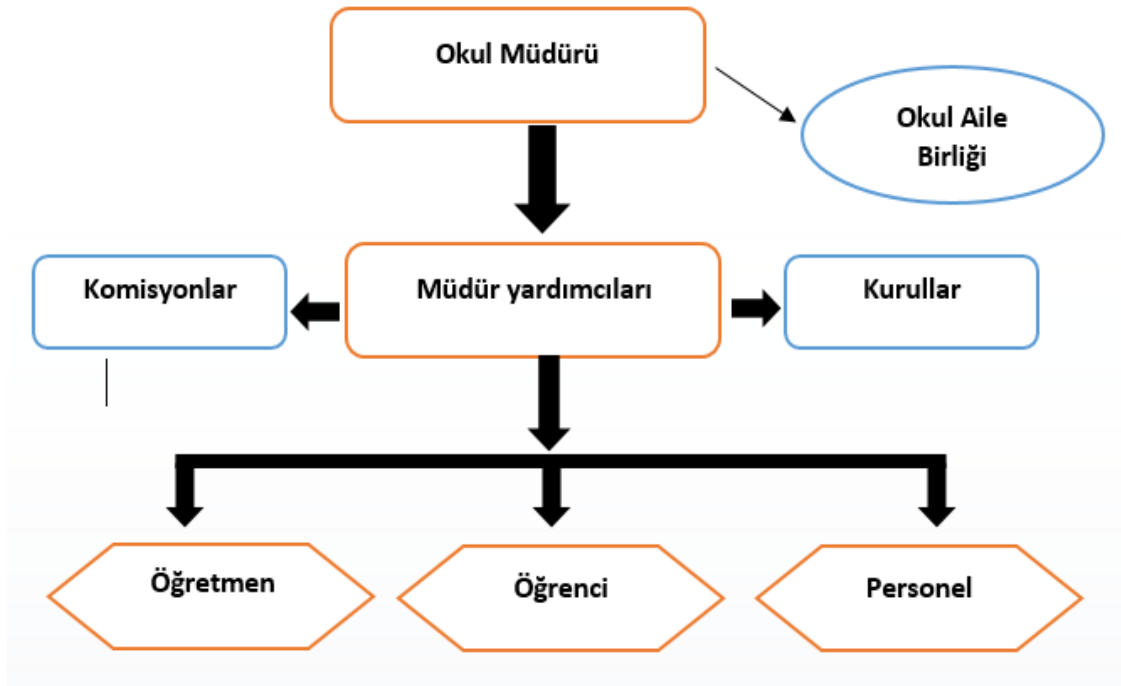 Okul Müdürü
Okul Aile
Birliği
Komisyonlar
Müdür yardımcıları
Kurullar
Öğretmen
Öğrenci
Personel